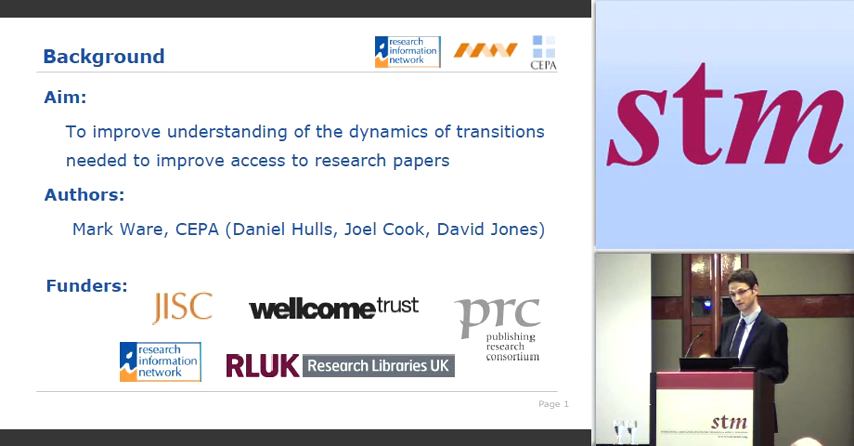 Background
research
information
network
CEPA
Aim:
To improve understanding of the dynamics of transitions
needed to improve access to research papers
Authors:
Mark Ware, CEPA (Daniel Hulls, Joel Cook, David Jones)
Funders:
JISC
wellcometrust
prc
publishing
research
consortium
research
information
network
RLUK Research Libraries UK
Page 1
stm
stm